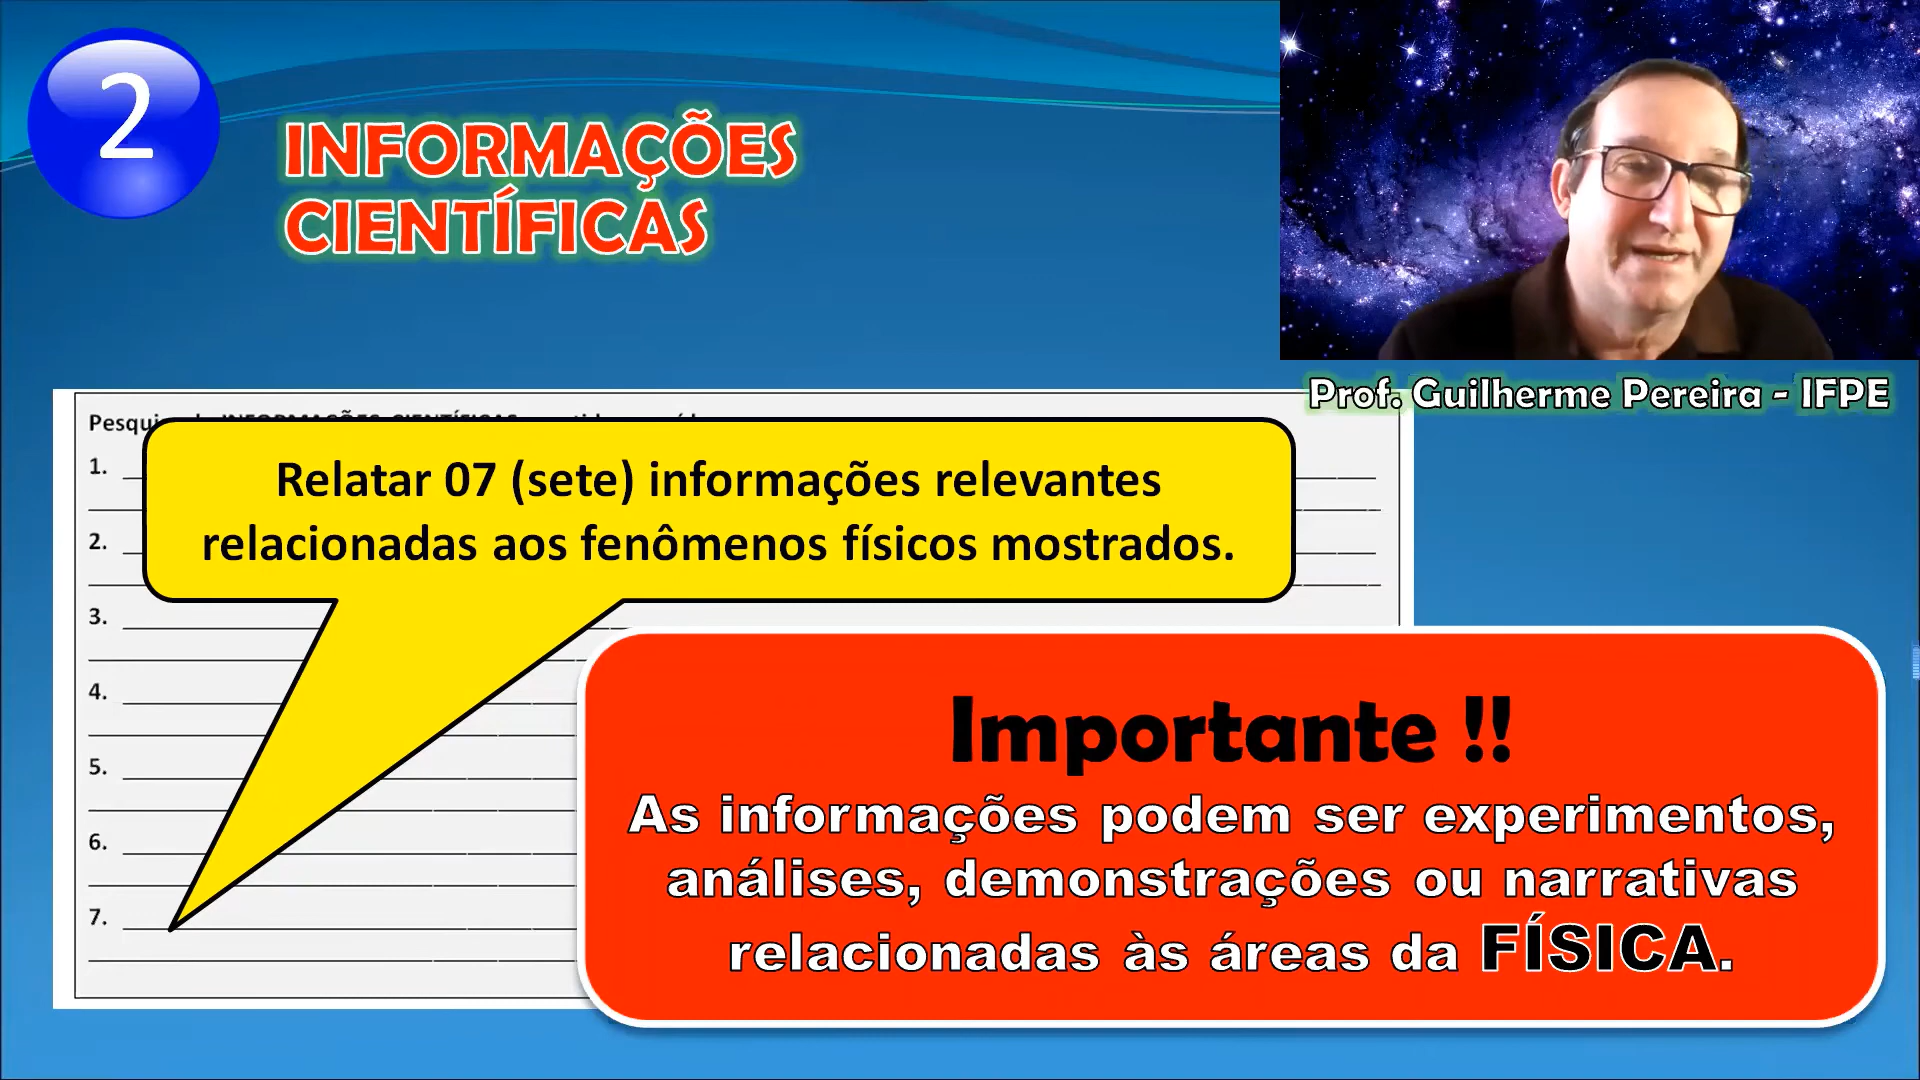 2
INFORMAÇÕES
CIENTÍFICAS
Prof. Guilherme Pereira - IFPE
1.
2.
3.
4.
5.
6.
7.
Relatar 07 (sete) informações relevantes
relacionadas aos fenômenos físicos mostrados.
Importante !!
As informações podem ser experimentos,
análises, demonstrações ou narrativas
relacionadas às áreas da FÍSICA.